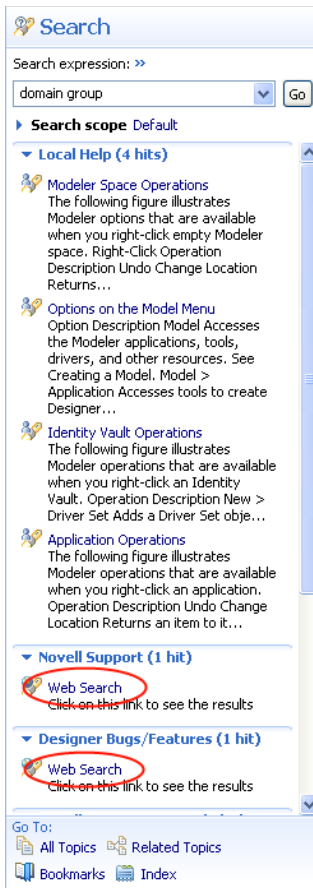 Search
Search expression: »
domain group
Go
Search scope Default
Local Help (4 hits)
Modeler Space Operations
The following figure illustrates
Modeler options that are available
when you right-click empty Modeler
space. Right-Click Operation
Description Undo Change Location
Returns...
Options on the Model Menu
Option Description Model Accesses
the Modeler applications, tools,
drivers, and other resources. See
Creating a Model. Model >
Application Accesses tools to create
Designer...
Identity Vault Operations
The following figure illustrates
Modeler operations that are available
when you right-click an Identity
Vault. Operation Description New >
Driver Set Adds a Driver Set obje...
Application Operations
The following figure illustrates
Modeler operations that are available
when you right-click an application.
Operation Description Undo Change
Location Returns an item to it...
Novell Support (1 hit)
Web Search
Click on this link to see the results
Designer Bugs/Features (1 hit)
Web Search
Click on this link to see the results
Go To:
All Topics Related Topics
Bookmarks Index